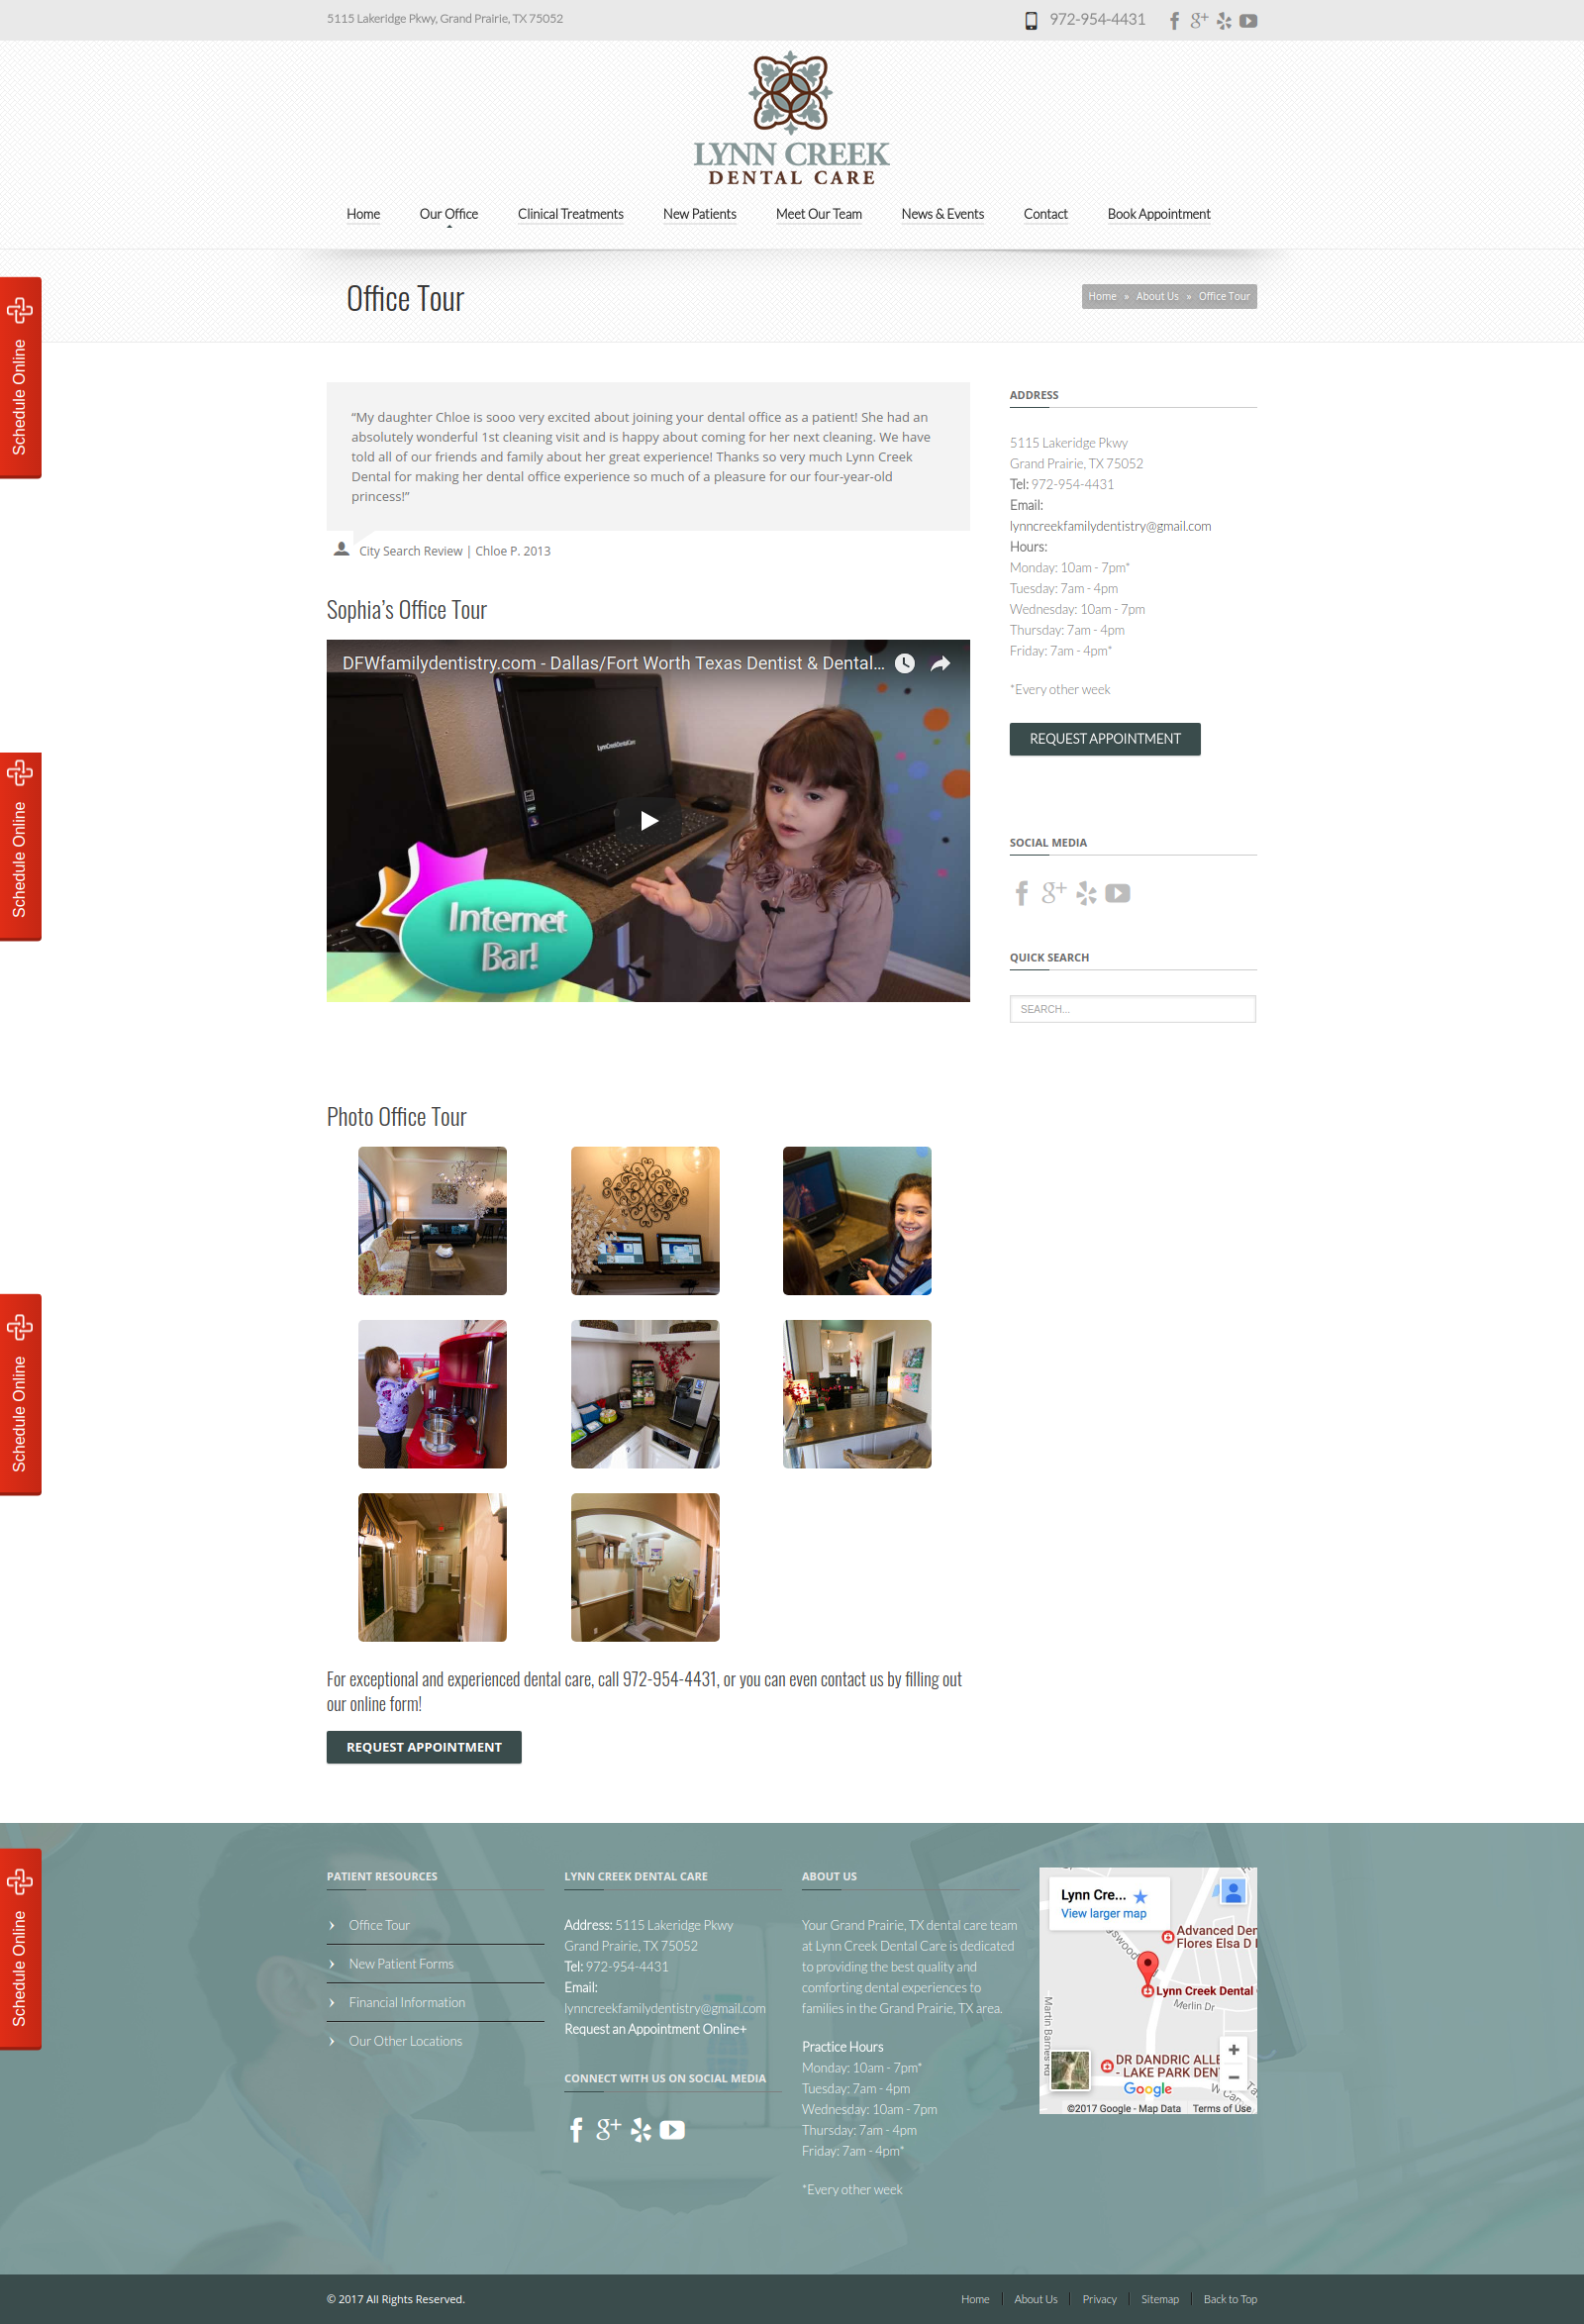 5115 Lakeridge Pkwy, Grand Prairie, TX 75052
972-954-4431
LYNN CREEK
DENTAL CARE
Home
Our Office
Clinical Treatments
New Patients
Meet Our Team
News & Events
Contact
Book Appointment
Office Tour
Home » About Us » Office Tour
Schedule Online
“My daughter Chloe is sooo very excited about joining your dental office as a patient! She had an
absolutely wonderful 1st cleaning visit and is happy about coming for her next cleaning. We have
told all of our friends and family about her great experience! Thanks so very much Lynn Creek
Dental for making her dental office experience so much of a pleasure for our four-year-old
princess!”
City Search Review | Chloe P. 2013
Sophia’s Office Tour
DFWfamilydentistry.com - Dallas/Fort Worth Texas Dentist & Dental...
LynnCreekDentalCare
Internet
Bar!
ADDRESS
5115 Lakeridge Pkwy
Grand Prairie, TX 75052
Tel: 972-954-4431
Email:
lynncreekfamilydentistry@gmail.com
Hours:
Monday: 10am - 7pm*
Tuesday: 7am - 4pm
Wednesday: 10am - 7pm
Thursday: 7am - 4pm
Friday: 7am - 4pm*
*Every other week
REQUEST APPOINTMENT
SOCIAL MEDIA
QUICK SEARCH
SEARCH...
Schedule Online
Photo Office Tour
Schedule Online
For exceptional and experienced dental care, call 972-954-4431, or you can even contact us by filling out
our online form!
REQUEST APPOINTMENT
Schedule Online
PATIENT RESOURCES
Office Tour
New Patient Forms
Financial Information
Our Other Locations
LYNN CREEK DENTAL CARE
Address: 5115 Lakeridge Pkwy
Grand Prairie, TX 75052
Tel: 972-954-4431
Email:
lynncreekfamilydentistry@gmail.com
Request an Appointment Online+
CONNECT WITH US ON SOCIAL MEDIA
ABOUT US
Your Grand Prairie, TX dental care team
at Lynn Creek Dental Care is dedicated
to providing the best quality and
comforting dental experiences to
families in the Grand Prairie, TX area.
Practice Hours
Monday: 10am - 7pm*
Tuesday: 7am - 4pm
Wednesday: 10am - 7pm
Thursday: 7am - 4pm
Friday: 7am - 4pm*
*Every other week
Lynn Cre...
View larger map
Advanced Den
Flores Elsa D
Lynn Creek Dental
Merlin Dr
Martin Barnes Rd
DR DANDRIC ALLE
- LAKE PARK DEN
Google
©2017 Google - Map Data
Terms of Use
© 2017 All Rights Reserved.
Home
About Us
Privacy
Sitemap
Back to Top